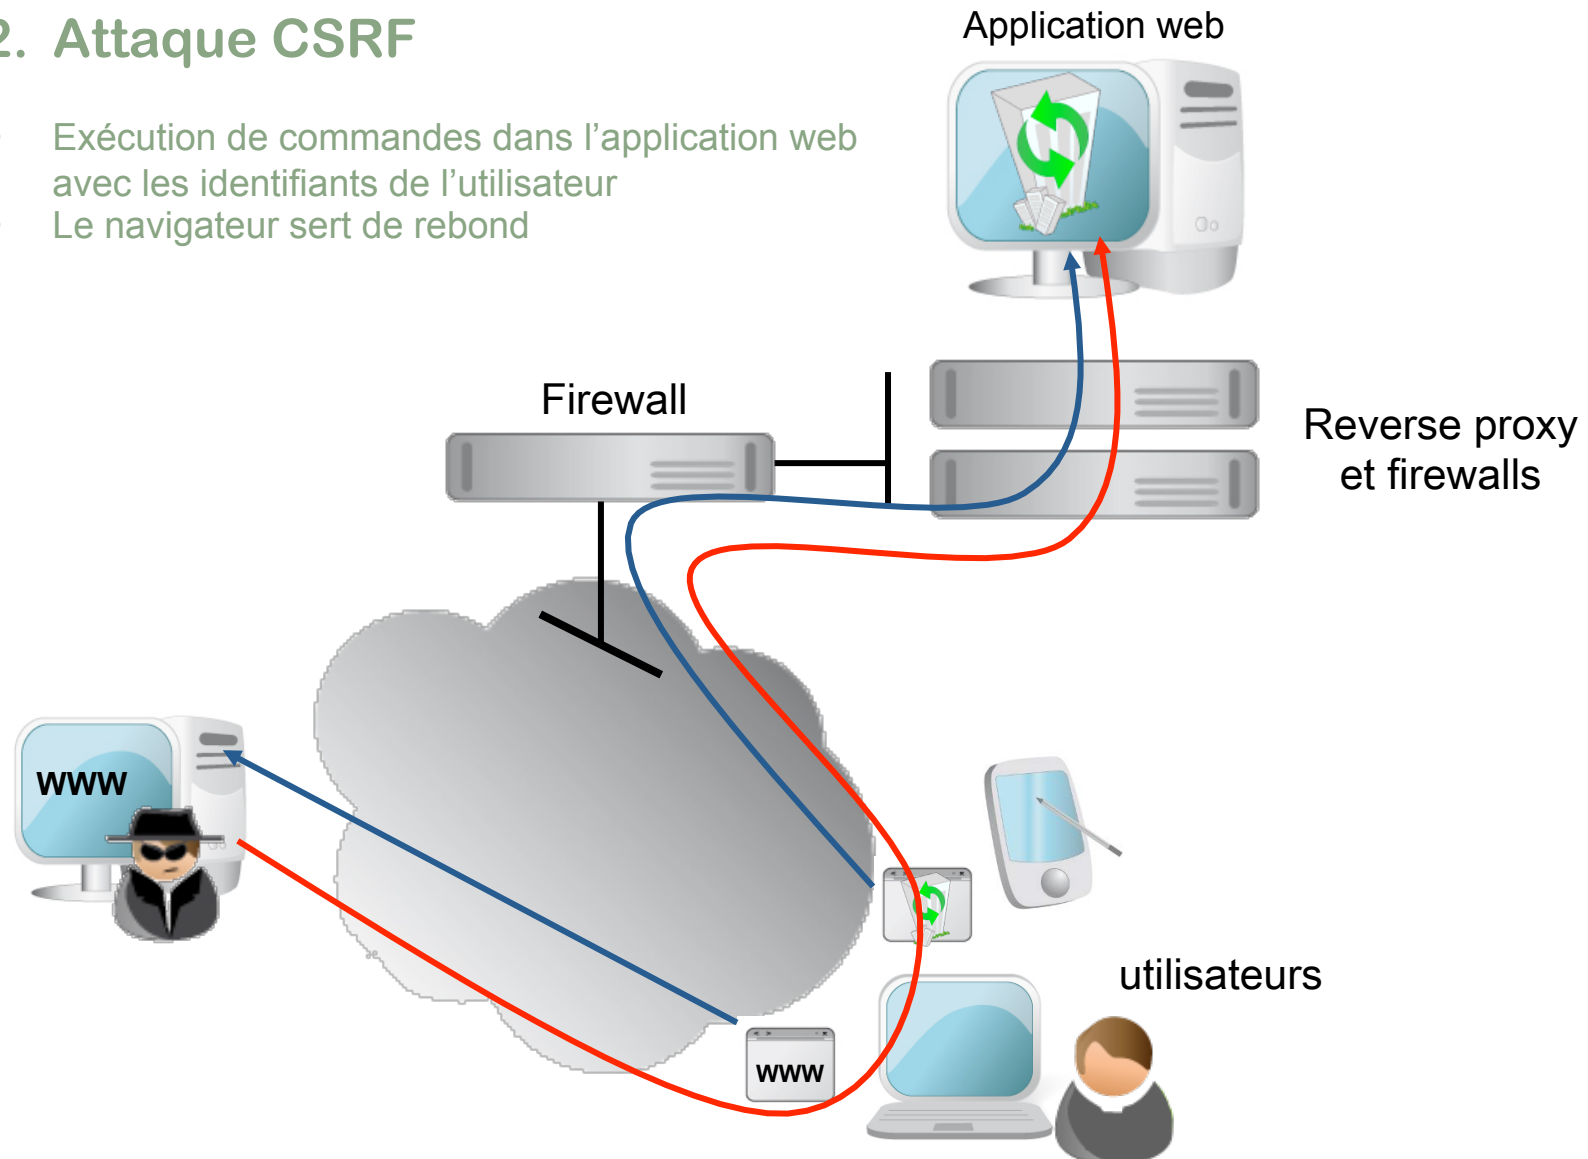 2. Attaque CSRF
Application web
Exécution de commandes dans l’application web
avec les identifiants de l’utilisateur
Le navigateur sert de rebond
Firewall
Reverse proxy
et firewalls
www
utilisateurs
www